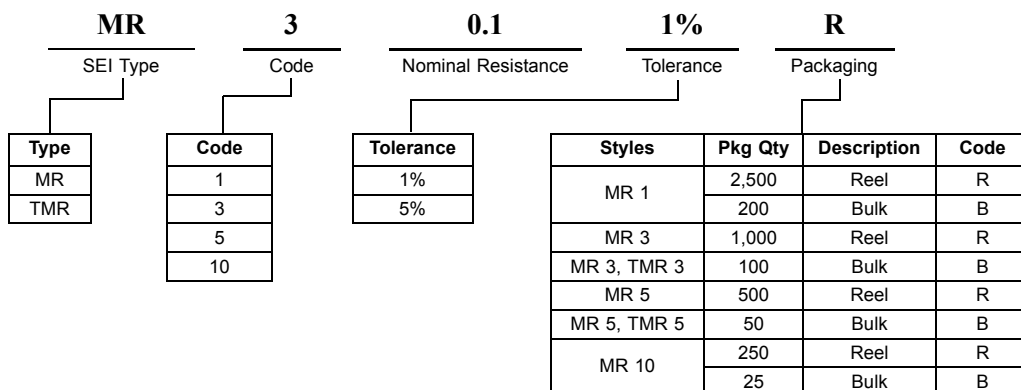 MR 3 0.1 1% R
SEI Type Code Nominal Resistance Tolerance Packaging
Type Code Tolerance Styles Pkg Qty Description Code
MR 1 1% MR 1 2,500 Reel R
TMR 3 5% 200 Bulk B
5 MR 3 1,000 Reel R
10 MR 3, TMR 3 100 Bulk B
MR 5 500 Reel R
MR 5, TMR 5 50 Bulk B
MR 10 250 Reel R
25 Bulk B